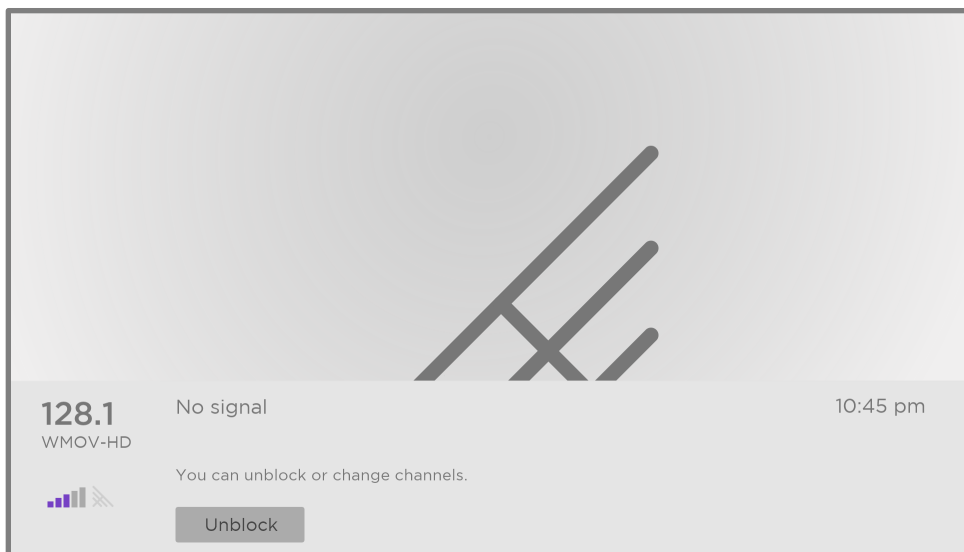 128.1
No signal
10:45 pm
WMOV-HD
You can unblock or change channels.
Unblock